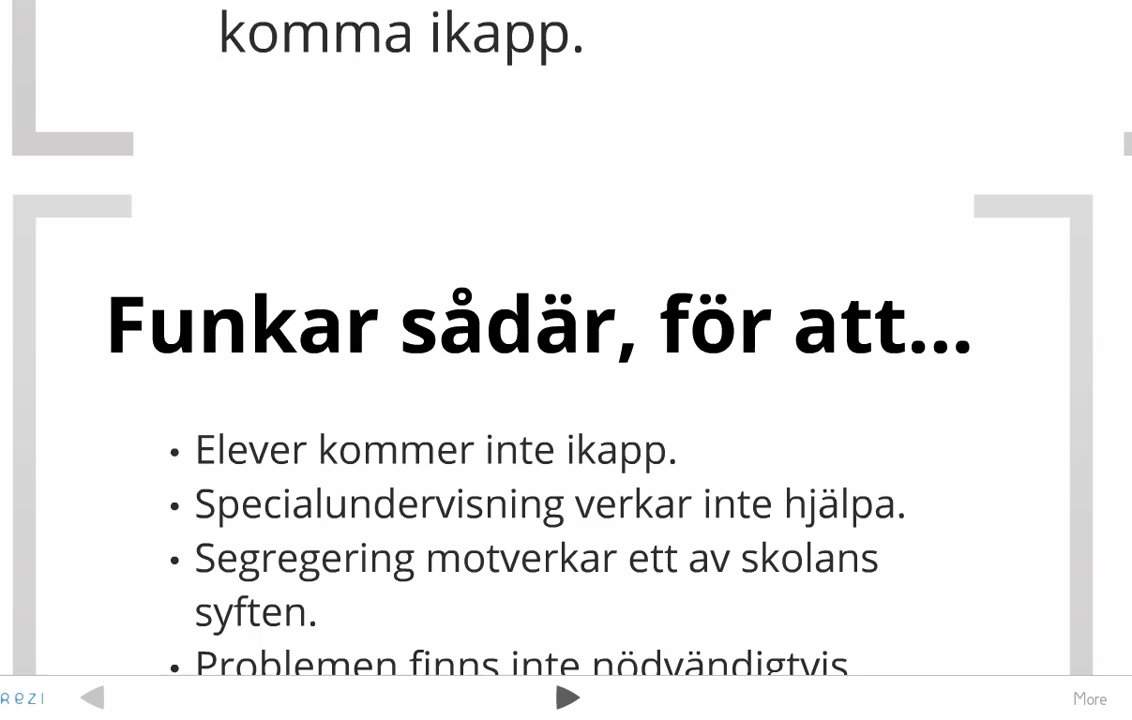 komma ikapp.
Funkar sådär, för att...
• Elever kommer inte ikapp.
• Specialundervisning verkar inte hjälpa.
• Segregering motverkar ett av skolans
syften.
• Problemen finns inte nödvändigtvis
REZI
More